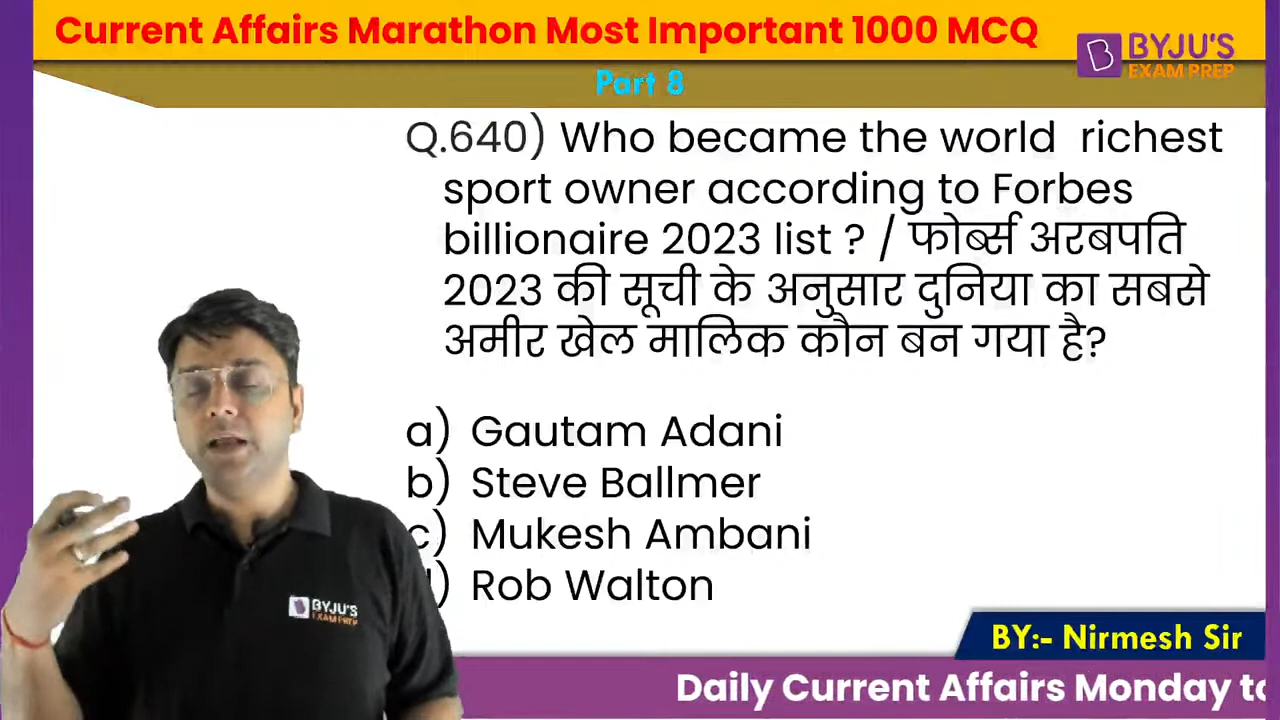 Current Affairs Marathon Most Important 1000 MCQ
BYJU'S
EXAM PREP
Part 8
Q.640) Who became the world richest
sport owner according to Forbes
billionaire 2023 list ? / फोर्ब्स अरबपति
2023 की सूची के अनुसार दुनिया का सबसे
अमीर खेल मालिक कौन बन गया है?
a) Gautam Adani
b) Steve Ballmer
c) Mukesh Ambani
) Rob Walton
BYJU'S
EXAM PREP
BY:- Nirmesh Sir
Daily Current Affairs Monday to